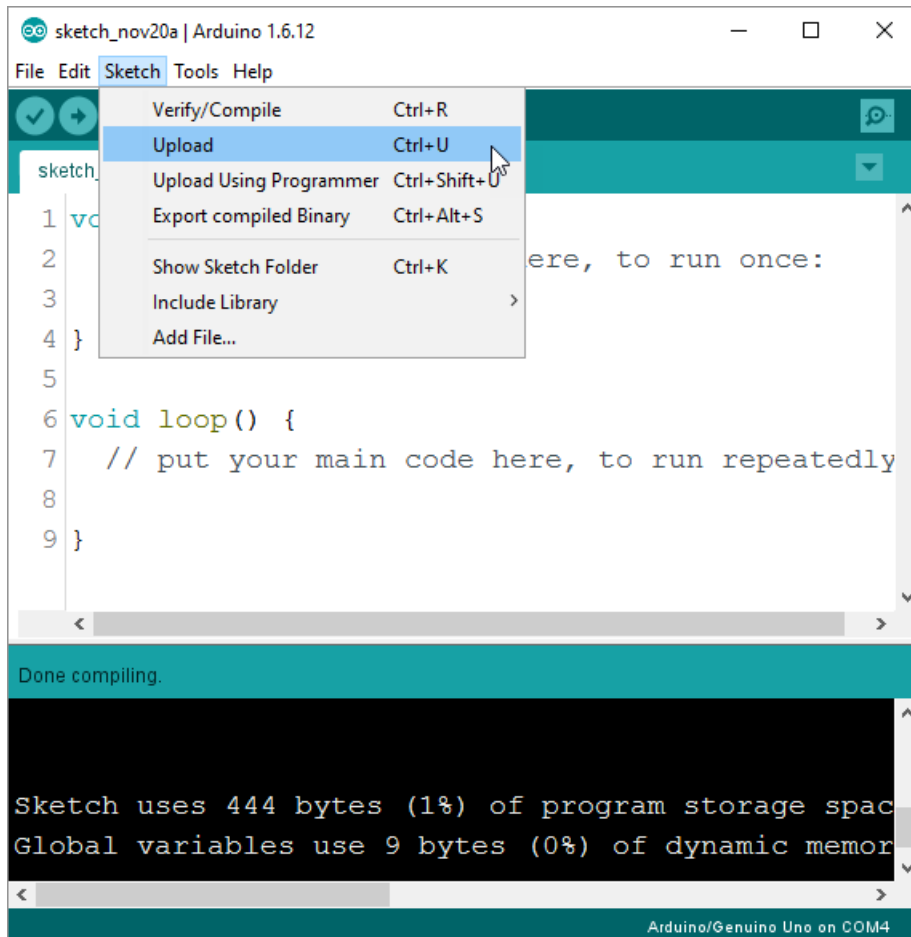 sketch_nov20a | Arduino 1.6.12
File Edit Sketch Tools Help
Verify/Compile Ctrl+R
Upload Ctrl+U
Upload Using Programmer Ctrl+Shift+U
Export compiled Binary Ctrl+Alt+S
Show Sketch Folder Ctrl+K
Include Library
Add File...
sketch_
1 vo
2 ere, to run once:
3
4 }
5
6 void loop() {
7 // put your main code here, to run repeatedly
8
9 }
Done compiling.
Sketch uses 444 bytes (1%) of program storage spac
Global variables use 9 bytes (0%) of dynamic memor
Arduino/Genuino Uno on COM4